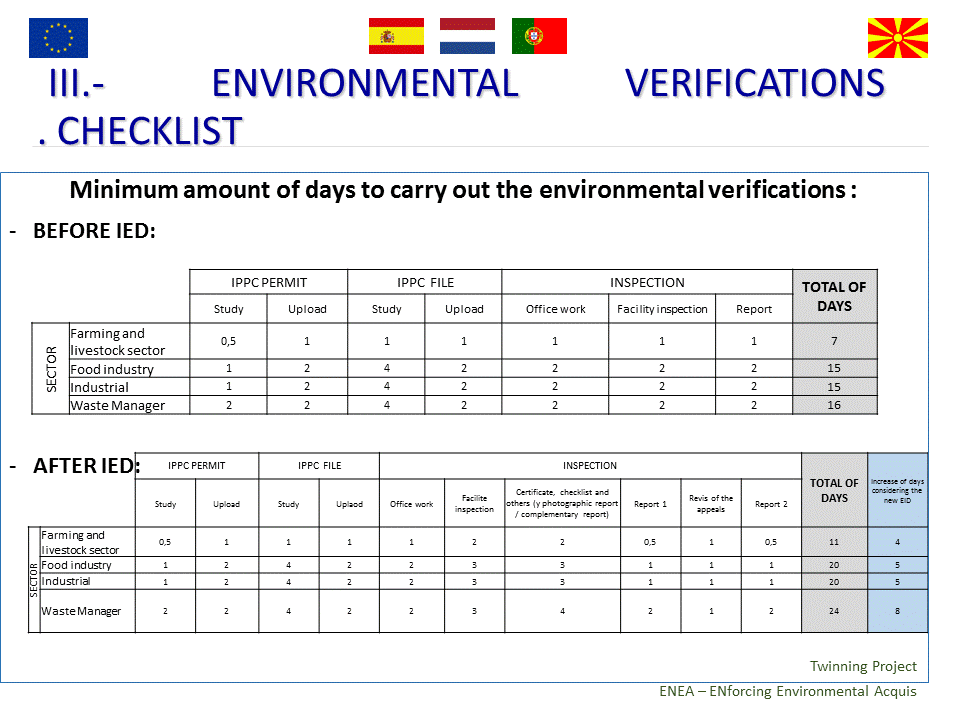 III.- ENVIRONMENTAL VERIFICATIONS
. CHECKLIST
Minimum amount of days to carry out the environmental verifications :
- BEFORE IED:
IPPC PERMIT IPPC FILE INSPECTION TOTAL OF DAYS
Study Upload Study Upload Office work Facility inspection Report
SECTOR
Farming and
livestock sector 0,5 1 1 1 1 1 1 7
Food industry 1 2 4 2 2 2 2 15
Industrial 1 2 4 2 2 2 2 15
Waste Manager 2 2 4 2 2 2 2 16
- AFTER IED:
IPPC PERMIT IPPC FILE INSPECTION TOTAL OF DAYS Increase of days considering the new EID
Study Upload Study Uplaod Office work Facilite inspection Certificate, checklist and others (y photographic report / complementary report) Report 1 Revis of the appeals Report 2
SECTOR
Farming and
livestock sector 0,5 1 1 1 1 2 2 0,5 1 0,5 11 4
Food industry 1 2 4 2 2 3 3 1 1 1 20 5
Industrial 1 2 4 2 2 3 3 1 1 1 20 5
Waste Manager 2 2 4 2 2 3 4 2 1 2 24 8
Twinning Project
ENEA – ENforcing Environmental Acquis